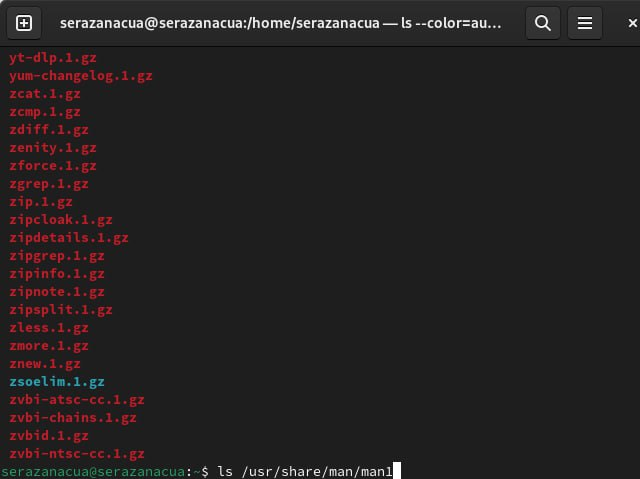 serazanacua@serazanacua:/home/serazanacua — ls --color=au...
yt-dlp.1.gz
yum-changelog.1.gz
zcat.1.gz
zcmp.1.gz
zdiff.1.gz
zenity.1.gz
zforce.1.gz
zgrep.1.gz
zip.1.gz
zipcloak.1.gz
zipdetails.1.gz
zipgrep.1.gz
zipinfo.1.gz
zipnote.1.gz
zipsplit.1.gz
zless.1.gz
zmore.1.gz
znew.1.gz
zsoelim.1.gz
zvbi-atsc-cc.1.gz
zvbi-chains.1.gz
zvbid.1.gz
zvbi-ntsc-cc.1.gz
serazanacua@serazanacua:~$ ls /usr/share/man/man1